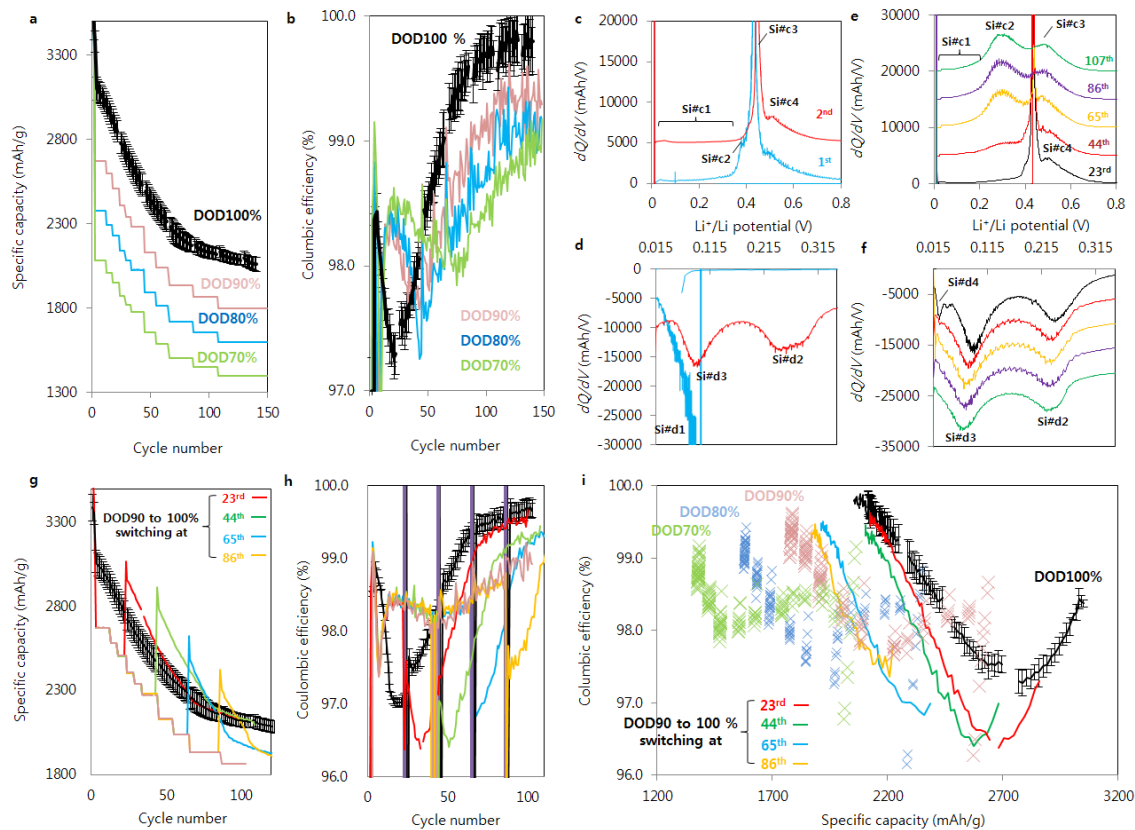 a
3300
2800
2300
1800
1300
0
50
100
150
Specific capacity (mAh/g)
Cycle number
DOD100%
DOD90%
DOD80%
DOD70%
b
100.0
99.0
98.0
97.0
0
50
100
150
Columbic efficiency (%)
Cycle number
DOD100 %
DOD90%
DOD80%
DOD70%
c
20000
15000
10000
5000
0
0
0.2
0.4
0.6
0.8
dQ/dV (mAh/V)
Li⁺/Li potential (V)
Si#c3
Si#c1
Si#c4
2nd
Si#c2
1st
d
0.015
0.115
0.215
0.315
0
-5000
-10000
-15000
-20000
-25000
-30000
dQ/dV (mAh/V)
Si#d3
Si#d2
Si#d1
e
30000
20000
10000
0
0
0.2
0.4
0.6
0.8
dQ/dV (mAh/V)
Li⁺/Li potential (V)
Si#c2
Si#c3
Si#c1
107th
86th
65th
44th
Si#c4
23rd
f
0.015
0.115
0.215
0.315
-5000
-15000
-25000
-35000
dQ/dV (mAh/V)
Si#d4
Si#d2
Si#d3
g
3300
2800
2300
1800
0
50
100
Specific capacity (mAh/g)
Cycle number
DOD90 to 100%
switching at
23rd
44th
65th
86th
h
100.0
99.0
98.0
97.0
96.0
0
50
100
Coulombic efficiency (%)
Cycle number
i
100.0
99.0
98.0
97.0
96.0
1200
1700
2200
2700
3200
Columbic efficiency (%)
Specific capacity (mAh/g)
DOD90%
DOD80%
DOD70%
DOD100%
DOD90 to 100 %
switching at
23rd
44th
65th
86th